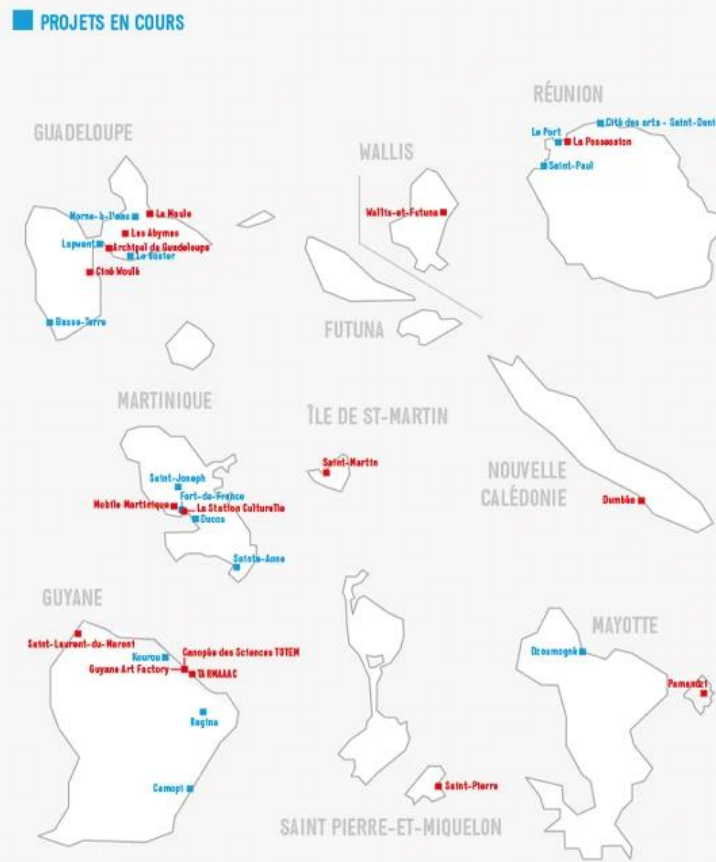 PROJETS EN COURS
RÉUNION
Cité des arts - Saint-Deni
Le Port
La Possession
Saint-Paul
GUADELOUPE
Morne-à-l'eau
Le Moule
Les Abymes
Lapwent
Archipel de Guadeloupe
Le Gosier
Ciné Woulé
Basse-Terre
WALLIS
Wallis-et-Futuna
FUTUNA
MARTINIQUE
Saint-Joseph
Fort-de-France
Mobile Martinique
La Station Culturelle
Ducos
Sainte-Anne
ÎLE DE ST-MARTIN
Saint-Martin
NOUVELLE
CALÉDONIE
Dumbéa
GUYANE
Saint-Laurent-du-Maroni
Canopée des Sciences TOTEM
Kourou
Guyane Art Factory
TARMAAAC
Regina
Camopi
SAINT PIERRE-ET-MIQUELON
Saint-Pierre
MAYOTTE
Dzoumogné
Pamandzi